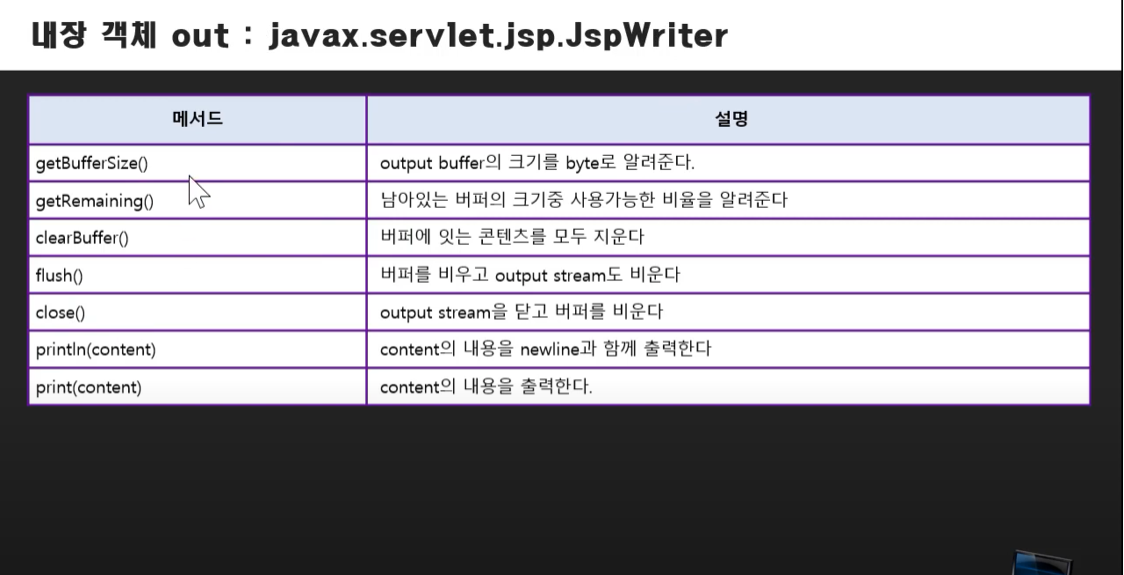 내장 객체 out : javax.servlet.jsp.JspWriter
메서드 설명
getBufferSize() output buffer의 크기를 byte로 알려준다.
getRemaining() 남아있는 버퍼의 크기중 사용가능한 비율을 알려준다
clearBuffer() 버퍼에 잇는 콘텐츠를 모두 지운다
flush() 버퍼를 비우고 output stream도 비운다
close() output stream을 닫고 버퍼를 비운다
println(content) content의 내용을 newline과 함께 출력한다
print(content) content의 내용을 출력한다.